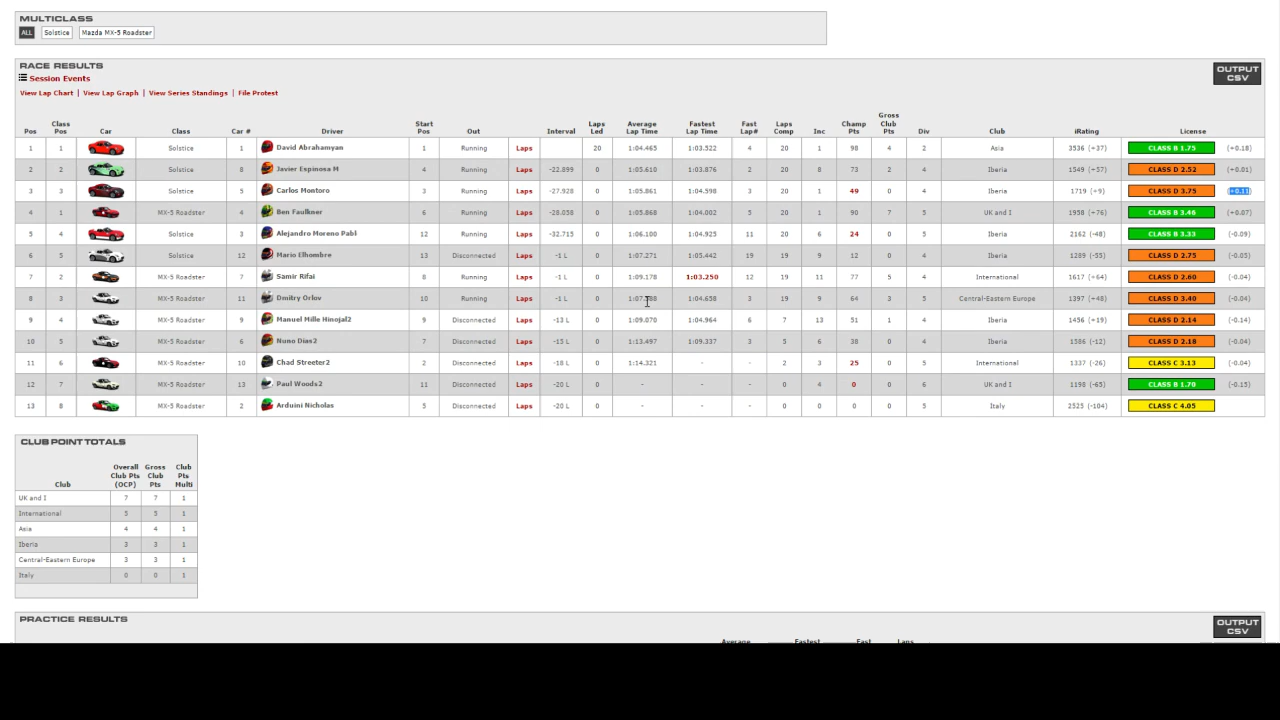 MULTICLASS
ALL Solstice Mazda MX-5 Roadster
RACE RESULTS
Session Events
OUTPUT CSV
View Lap Chart | View Lap Graph | View Series Standings | File Protest
Pos Class Pos Car Class Car # Driver Start Pos Out Interval Laps Led Average Lap Time Fastest Lap Time Fast Lap# Laps Comp Inc Champ Pts Gross Club Pts Div Club iRating License
1 1 Solstice 1 David Abrahamyan 1 Running Laps 20 1:04.465 1:03.522 4 20 1 98 4 2 Asia 3536 (+37) CLASS B 1.75 (+0.18)
2 2 Solstice 8 Javier Espinosa M 4 Running Laps -22.899 0 1:05.610 1:03.876 2 20 8 73 2 4 Iberia 1549 (+57) CLASS D 2.52 (+0.01)
3 3 Solstice 5 Carlos Montoro 3 Running Laps -27.928 0 1:05.861 1:04.598 3 20 0 49 0 4 Iberia 1719 (+9) CLASS D 3.75 (+0.11)
4 1 MX-5 Roadster 4 Ben Faulkner 6 Running Laps -28.058 0 1:05.868 1:04.002 5 20 1 90 7 5 UK and I 1958 (+76) CLASS B 3.46 (+0.07)
5 4 Solstice 3 Alejandro Moreno Pabl 12 Running Laps -32.715 0 1:06.100 1:04.925 11 20 0 24 0 5 Iberia 2162 (-48) CLASS B 3.33 (-0.09)
6 5 Solstice 12 Mario Elhombre 13 Disconnected Laps -1 L 0 1:07.271 1:05.442 19 19 9 12 0 4 Iberia 1289 (-55) CLASS D 2.75 (-0.05)
7 2 MX-5 Roadster 7 Samir Rifai 8 Running Laps -1 L 0 1:09.178 1:03.250 12 19 11 77 5 4 International 1617 (+64) CLASS D 2.60 (-0.04)
8 3 MX-5 Roadster 11 Dmitry Orlov 10 Running Laps -1 L 0 1:04.658 3 19 9 64 3 5 Central-Eastern Europe 1397 (+48) CLASS D 3.40 (-0.04)
9 4 MX-5 Roadster 9 Manuel Mille Hinojal2 9 Disconnected Laps -13 L 0 1:09.070 1:04.964 6 7 13 51 1 4 Iberia 1456 (+19) CLASS D 2.14 (-0.14)
10 5 MX-5 Roadster 6 Nuno Dias2 7 Disconnected Laps -15 L 0 1:13.497 1:09.337 3 5 6 38 0 4 Iberia 1586 (-12) CLASS D 2.18 (-0.04)
11 6 MX-5 Roadster 10 Chad Streeter2 2 Disconnected Laps -18 L 0 1:14.321 - - 2 3 25 0 5 International 1337 (-26) CLASS C 3.13 (-0.04)
12 7 MX-5 Roadster 13 Paul Woods2 11 Disconnected Laps -20 L 0 - - - 0 4 0 0 6 UK and I 1198 (-65) CLASS B 1.70 (-0.15)
13 8 MX-5 Roadster 2 Arduini Nicholas 5 Disconnected Laps -20 L 0 - - - 0 0 0 0 5 Italy 2525 (-104) CLASS C 4.05
CLUB POINT TOTALS
Club Overall Club Pts (OCP) Gross Club Pts Club Pts Multi
UK and I 7 7 1
International 5 5 1
Asia 4 4 1
Iberia 3 3 1
Central-Eastern Europe 3 3 1
Italy 0 0 1
PRACTICE RESULTS
OUTPUT CSV
Average Fastest Fast Laps